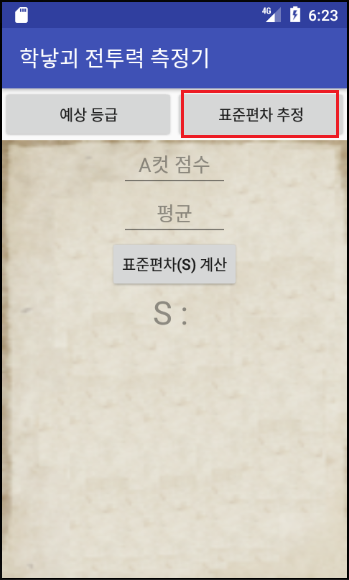 4G 6:23
학낳괴 전투력 측정기
예상 등급 표준편차 추정
A컷 점수
평균
표준편차(S) 계산
S :